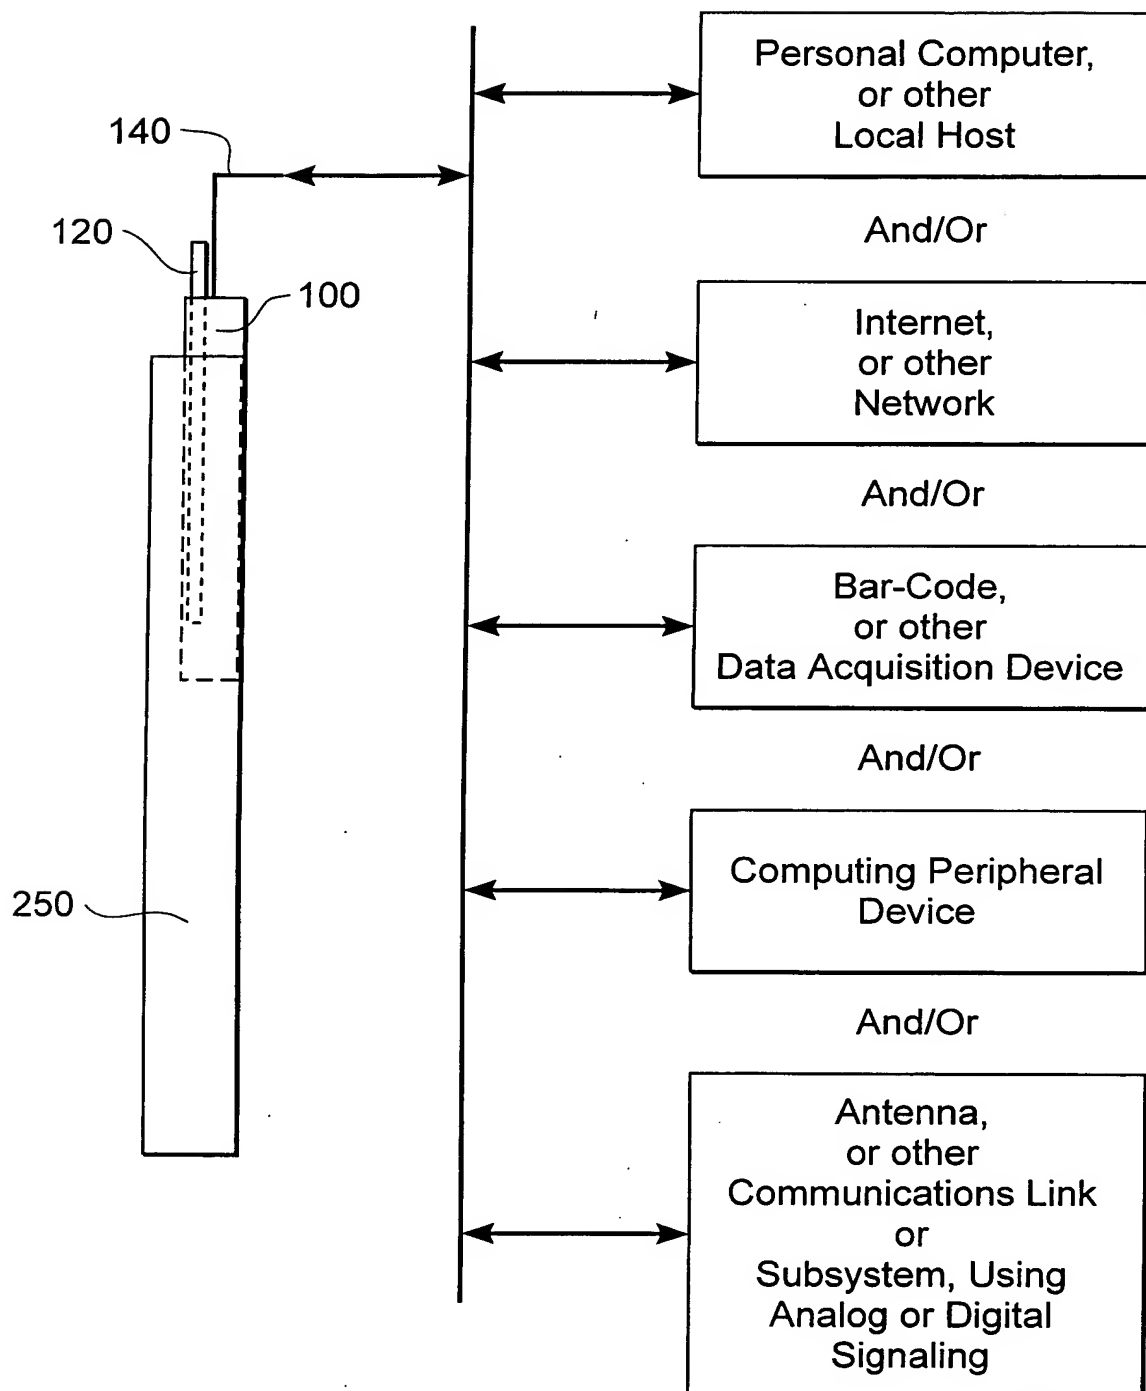 Personal Computer,
or other
Local Host
140
And/Or
120
100
Internet,
or other
Network
And/Or
Bar-Code,
or other
Data Acquisition Device
And/Or
Computing Peripheral
Device
250
And/Or
Antenna,
or other
Communications Link
or
Subsystem, Using
Analog or Digital
Signaling